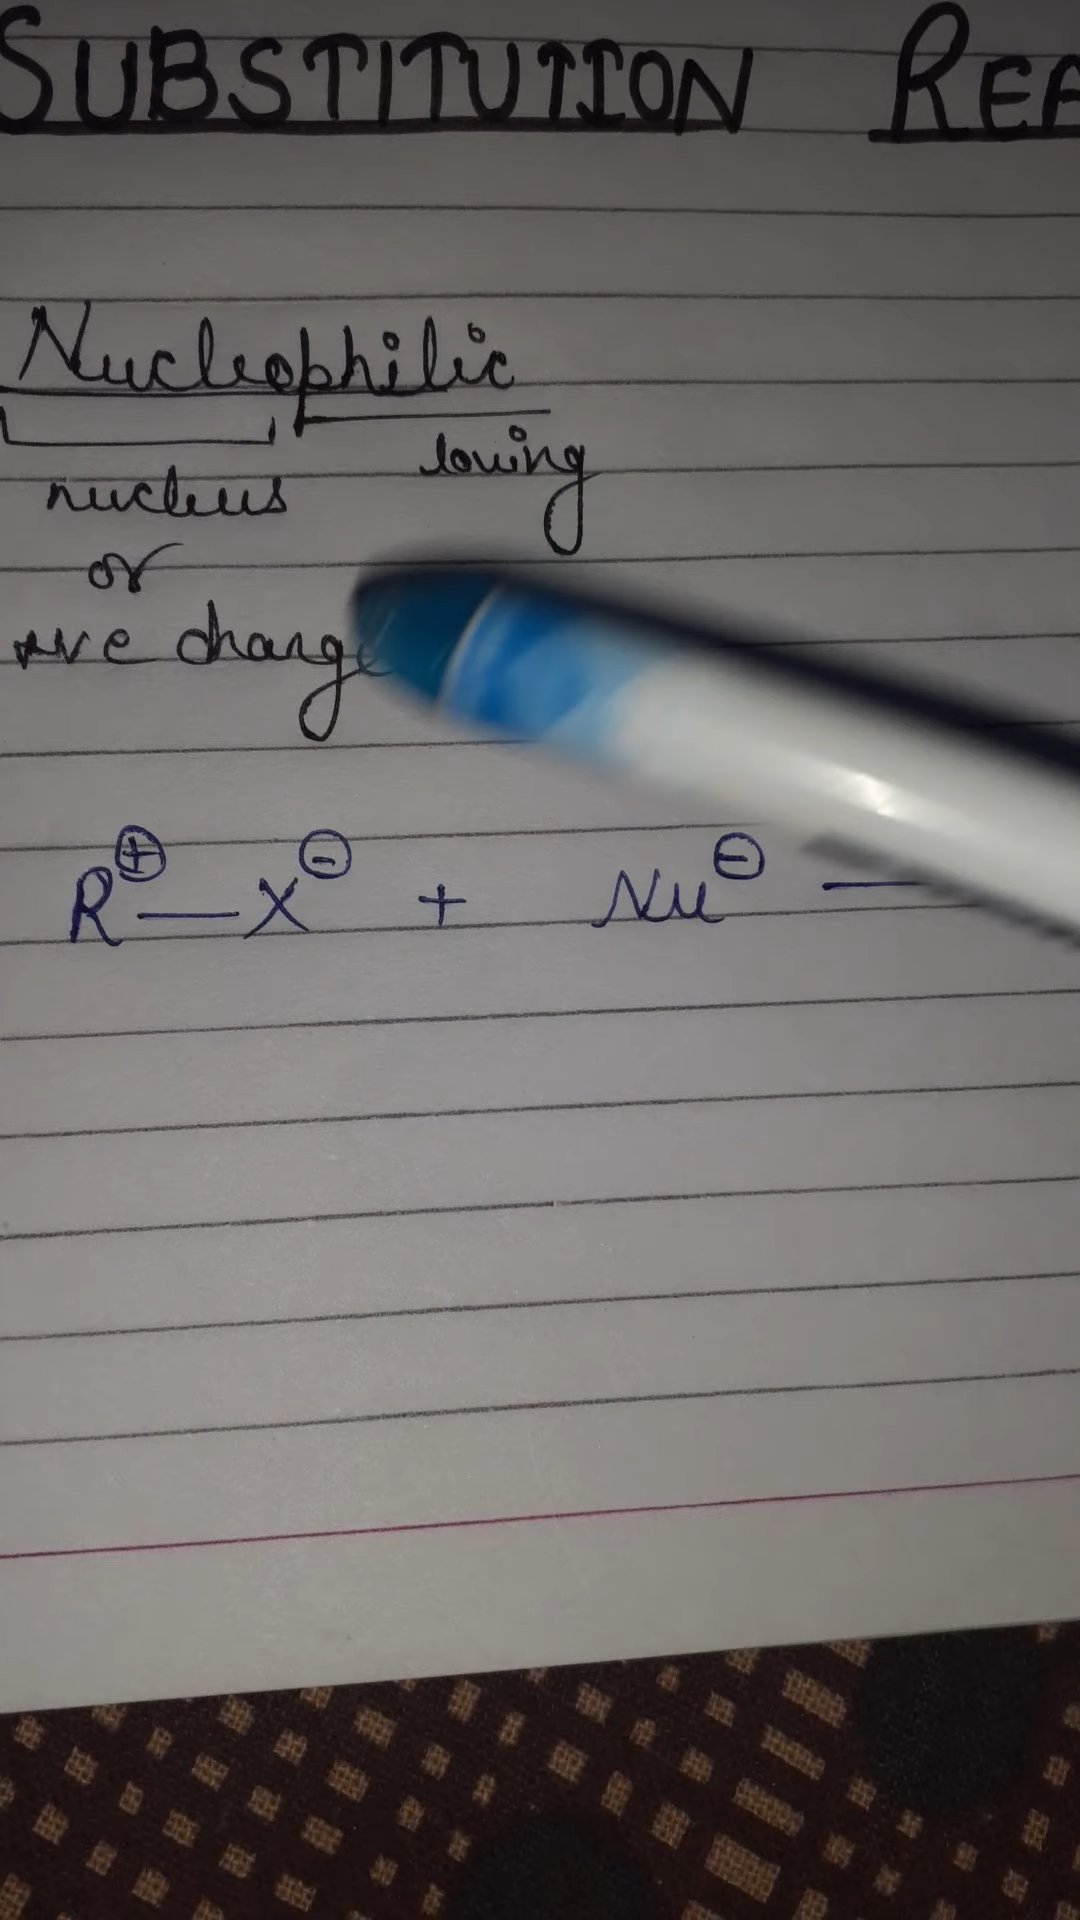 SUBSTITUTION REA
Nucleophilic
nucleus loving
or
+ve charge
R⊕—X⊖ + Nu⊖ —